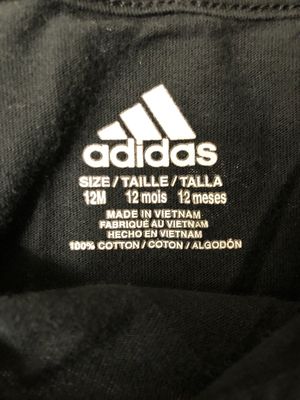 adidas
SIZE / TAILLE / TALLA
12M 12 mois 12 meses
MADE IN VIETNAM
FABRIQUÉ AU VIETNAM
HECHO EN VIETNAM
100% COTTON / COTON / ALGODÓN